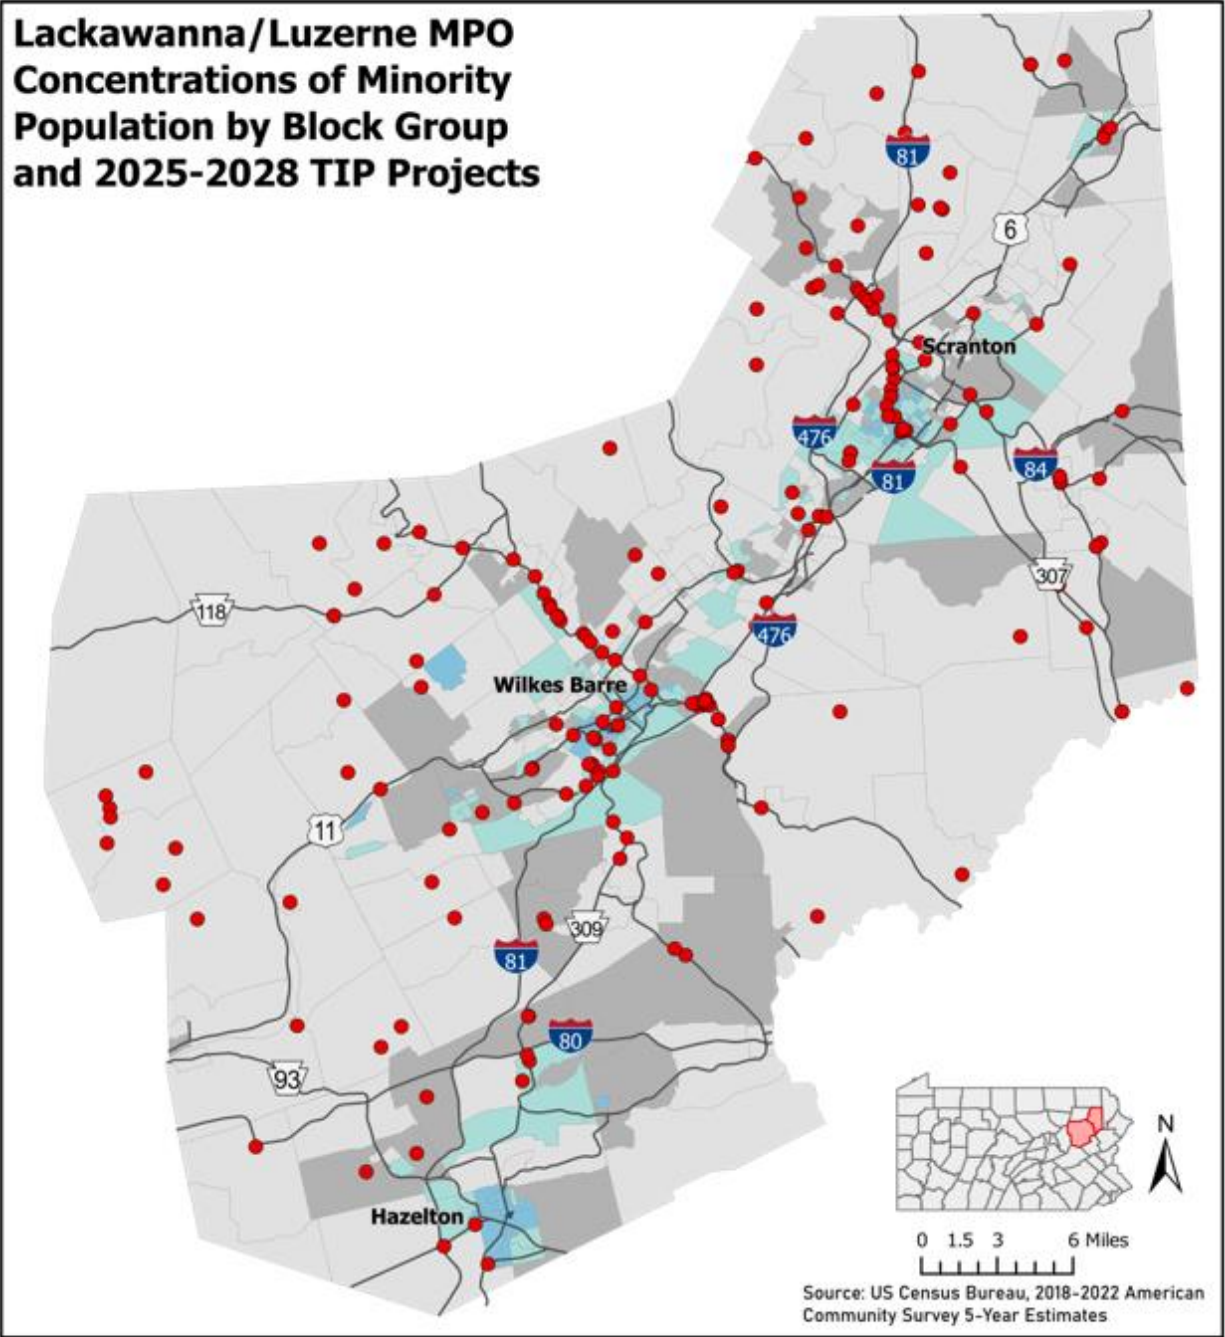 Lackawanna/Luzerne MPO
Concentrations of Minority
Population by Block Group
and 2025-2028 TIP Projects
81
6
Scranton
476
81
84
307
118
476
Wilkes Barre
11
309
81
80
93
N
Hazelton
0 1.5 3 6 Miles
Source: US Census Bureau, 2018-2022 American
Community Survey 5-Year Estimates